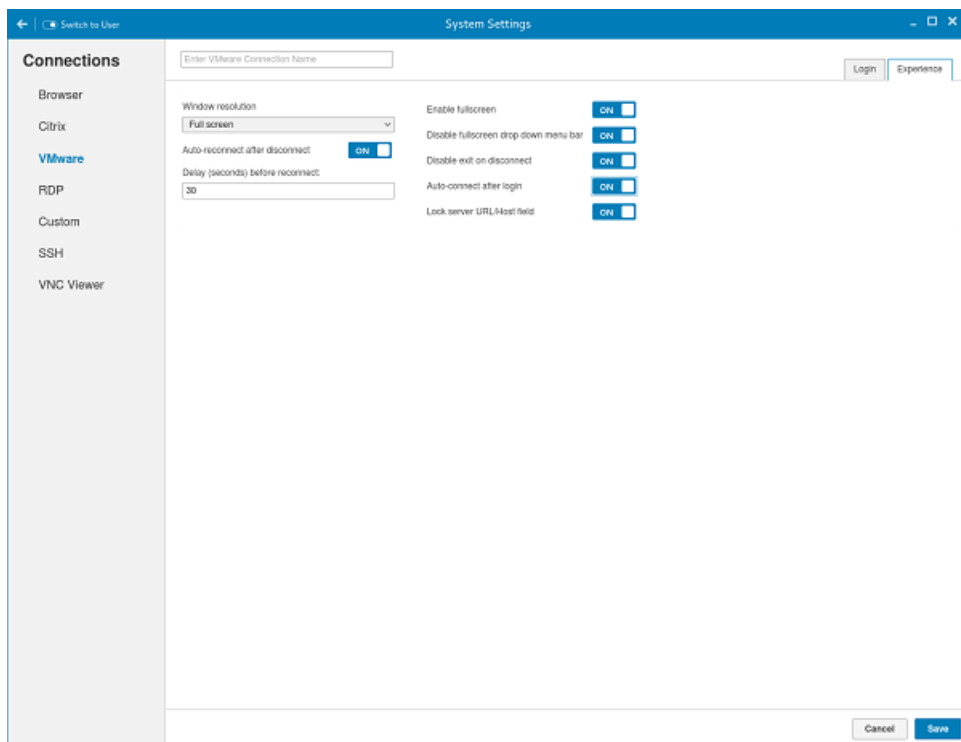 Switch to User
System Settings
Connections
Browser
Citrix
VMware
RDP
Custom
SSH
VNC Viewer
Enter VMware Connection Name
Login
Experience
Window resolution
Full screen
Auto-reconnect after disconnect
ON
Delay (seconds) before reconnect:
30
Enable fullscreen
ON
Disable fullscreen drop down menu bar
ON
Disable exit on disconnect
ON
Auto-connect after login
ON
Lock server URL/Host field
ON
Cancel
Save